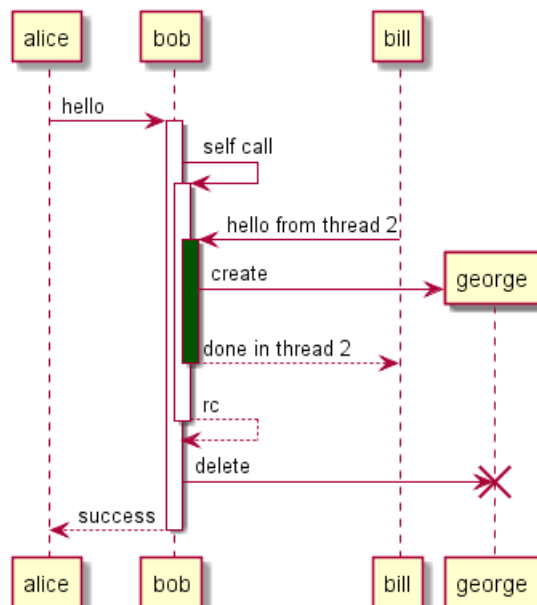 alice
bob
bill
hello
self call
hello from thread 2
create
george
done in thread 2
rc
delete
success
alice
bob
bill
george